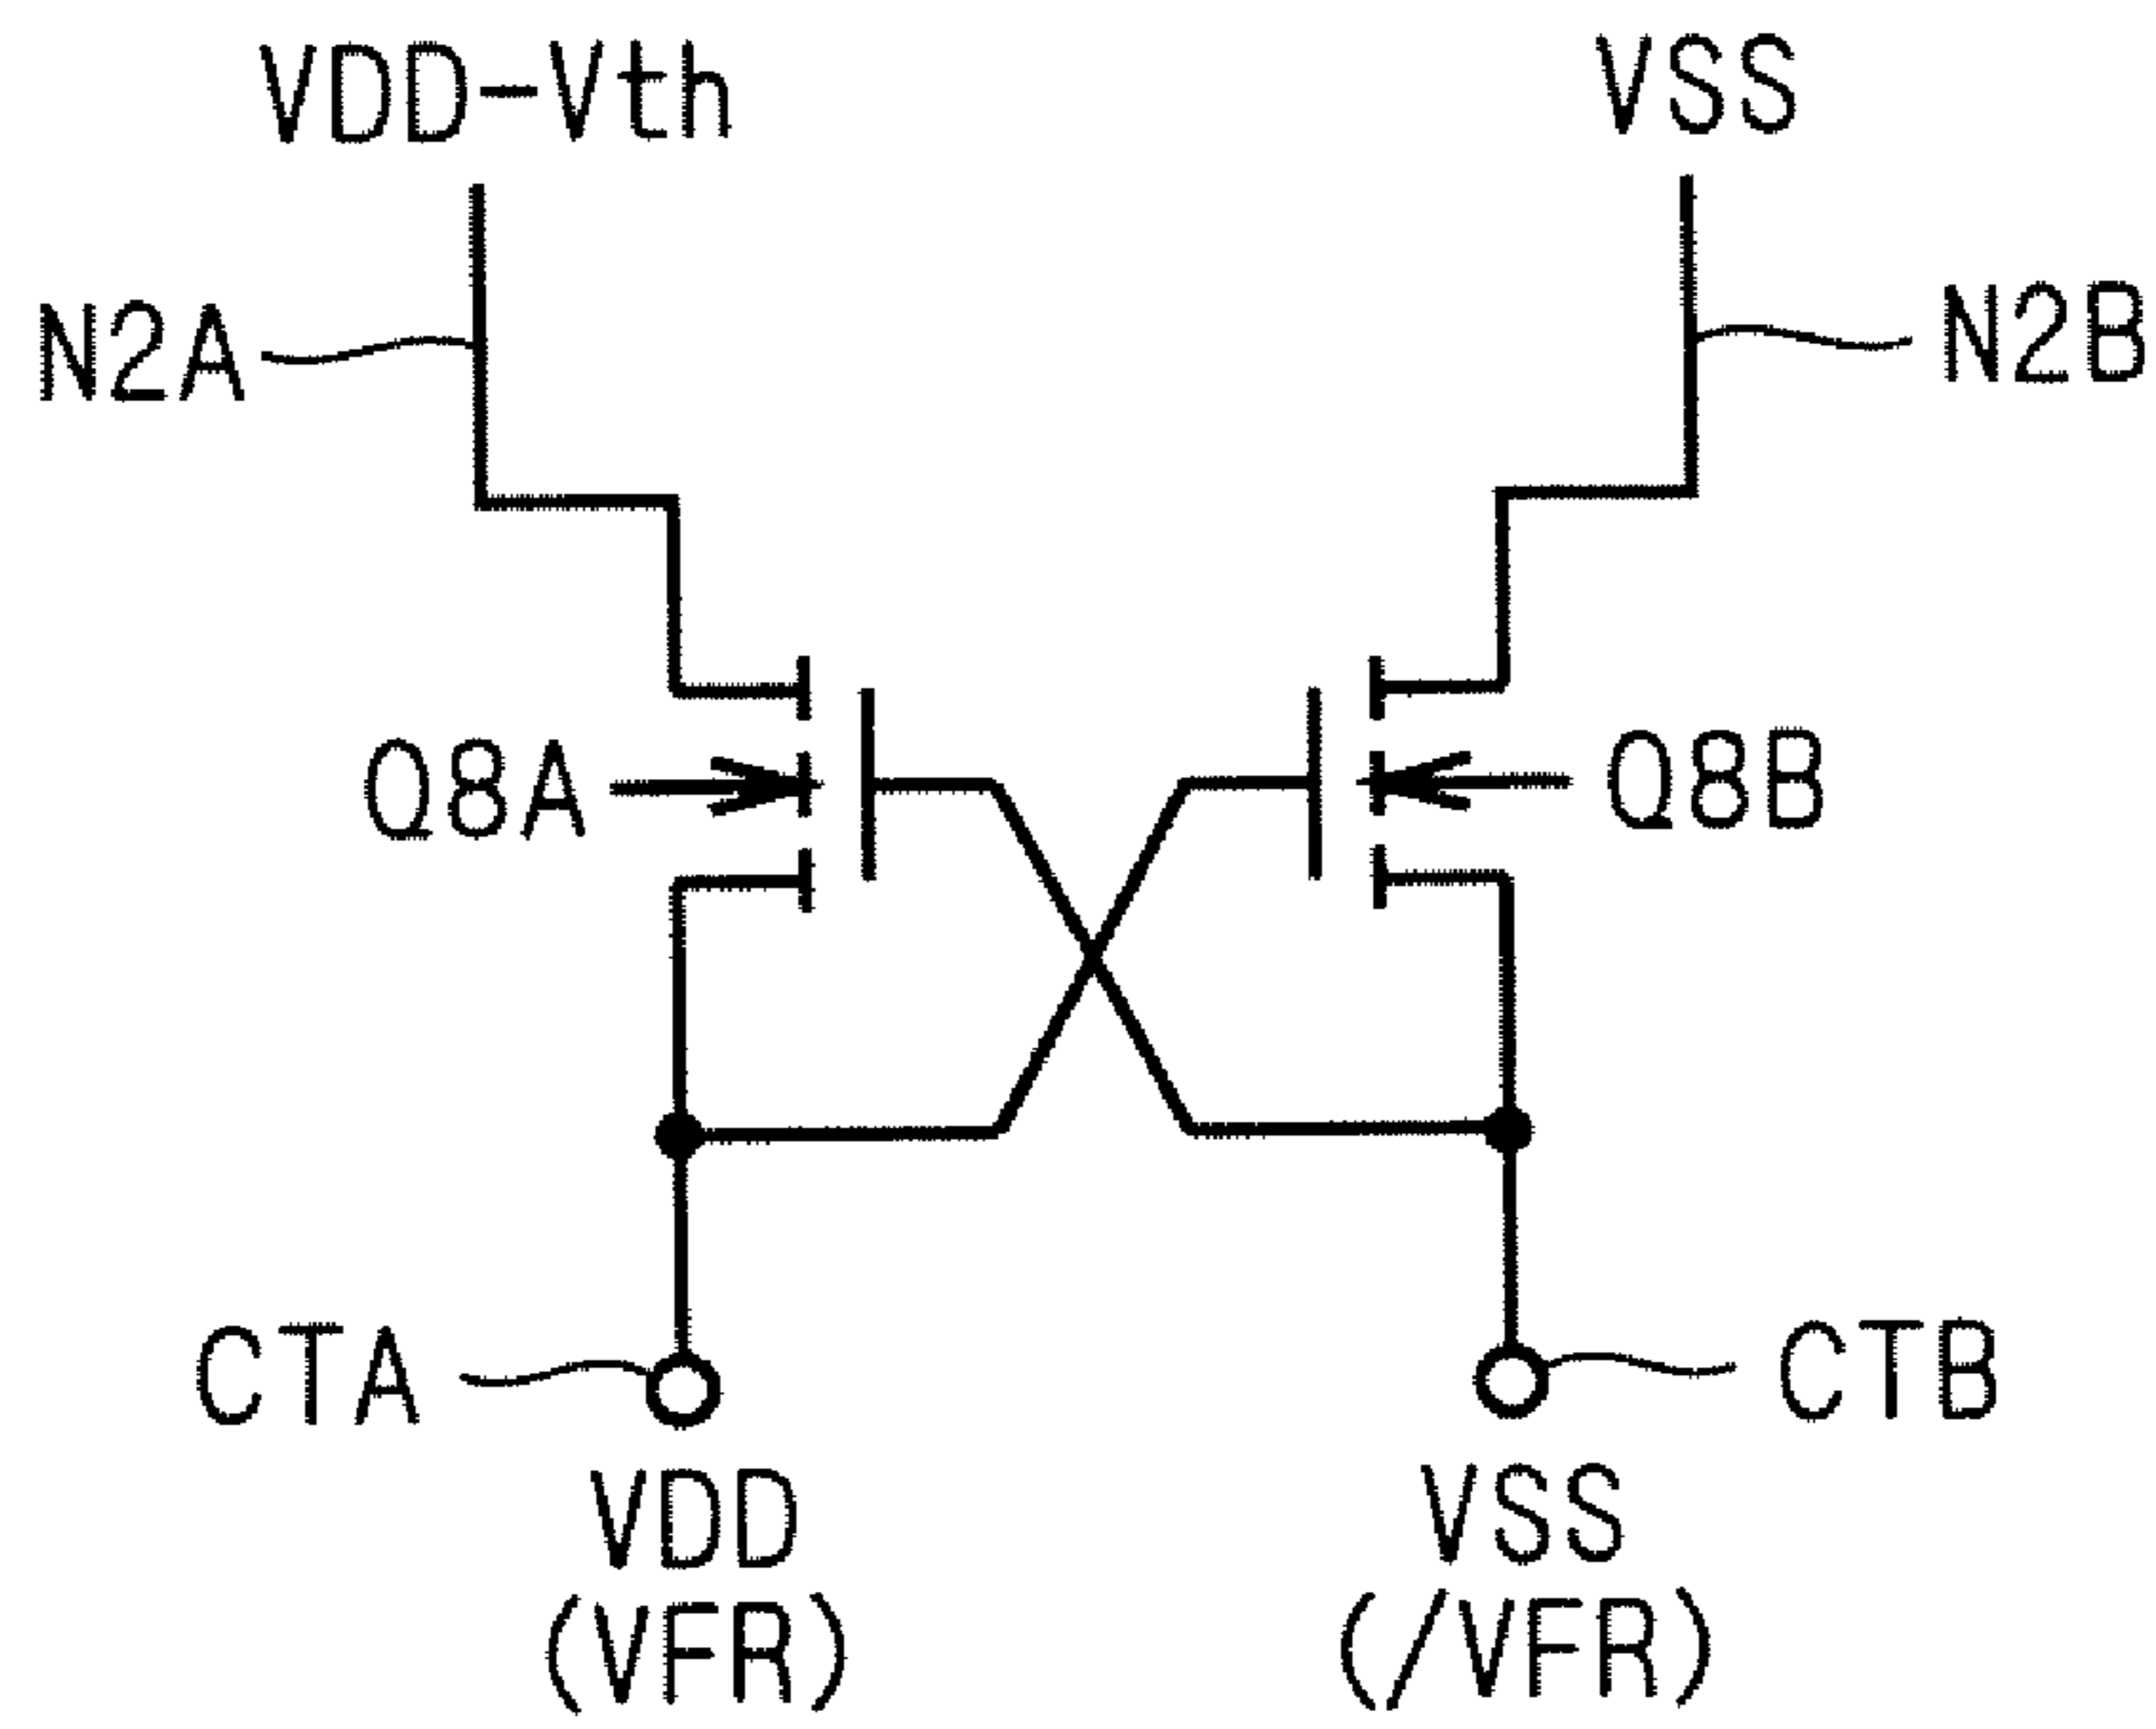 VDD-Vth
VSS
N2A
N2B
Q8A
Q8B
CTA
CTB
VDD
(VFR)
VSS
(/VFR)